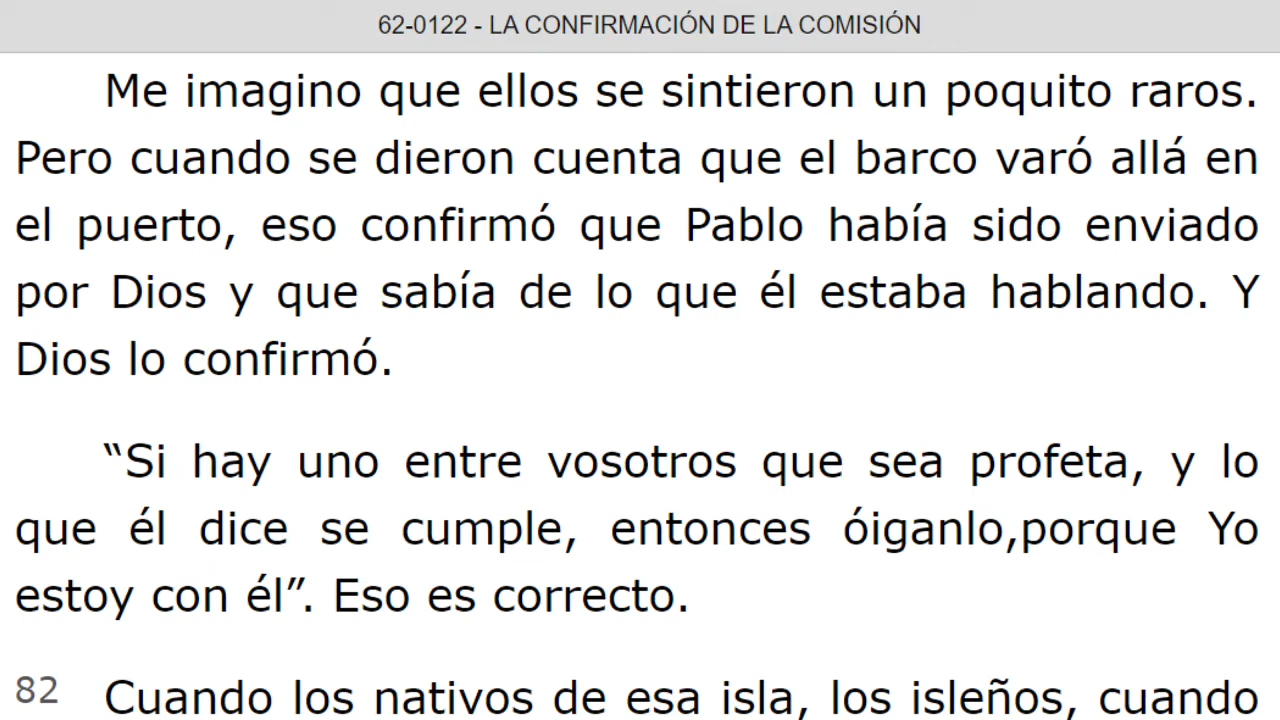 62-0122 - LA CONFIRMACIÓN DE LA COMISIÓN
Me imagino que ellos se sintieron un poquito raros.
Pero cuando se dieron cuenta que el barco varó allá en
el puerto, eso confirmó que Pablo había sido enviado
por Dios y que sabía de lo que él estaba hablando. Y
Dios lo confirmó.
“Si hay uno entre vosotros que sea profeta, y lo
que él dice se cumple, entonces óiganlo,porque Yo
estoy con él”. Eso es correcto.
82 Cuando los nativos de esa isla, los isleños, cuando